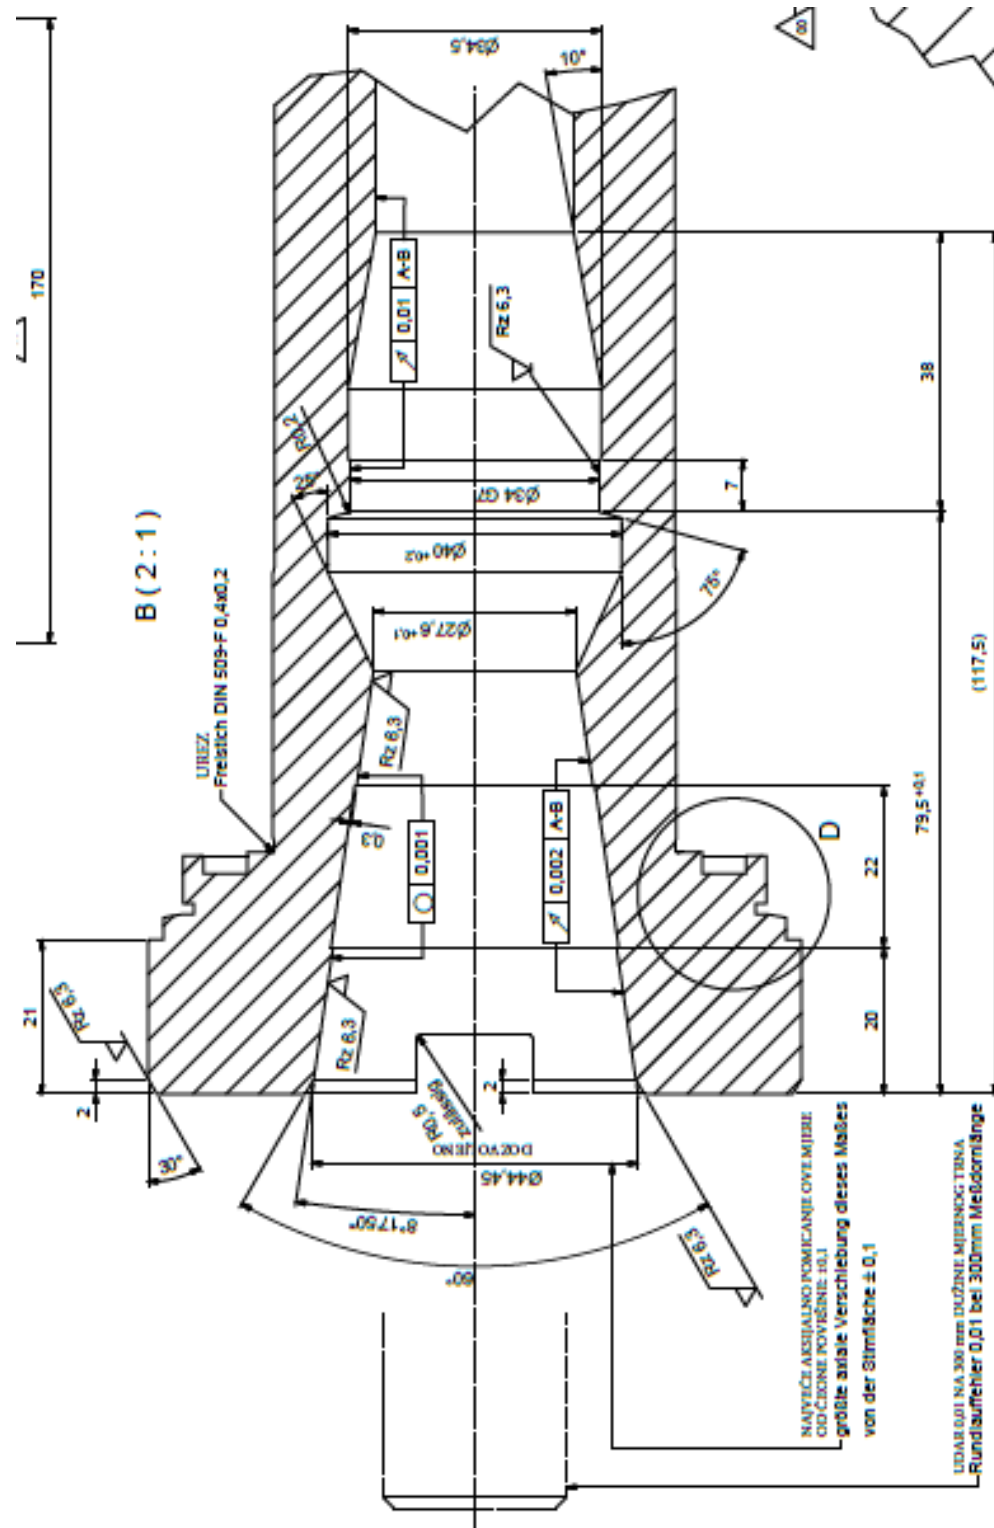 Ø34,5
10°
00
170
0,01 A-B
Rz 6,3
38
R0,2
7
Ø34 G7
B ( 2 : 1 )
Ø40 +0,2
75°
Ø27,6 +0,1
(117,5)
UREZ
Freistich DIN 509-F 0,4x0,2
Rz 6,3
0,3
0,001
0,002 A-B
D
79,5 +0,1
22
21
Rz 6,3
Rz 6,3
20
2
2
R0,5
zulässig
DOZVOLJENO
30°
Ø44,45
8°17'50"
60°
Rz 6,3
NAJVEĆE AKSIJALNO POMICANJE OVE MJERE
OD ČEONE POVRŠINE: ±0,1
größte axiale Verschiebung dieses Maßes
von der Stirnfläche ± 0,1
UDAR 0,01 NA 300 mm DUŽINE MJERNOG TRNA
Rundlauffehler 0,01 bei 300mm Meßdornlänge